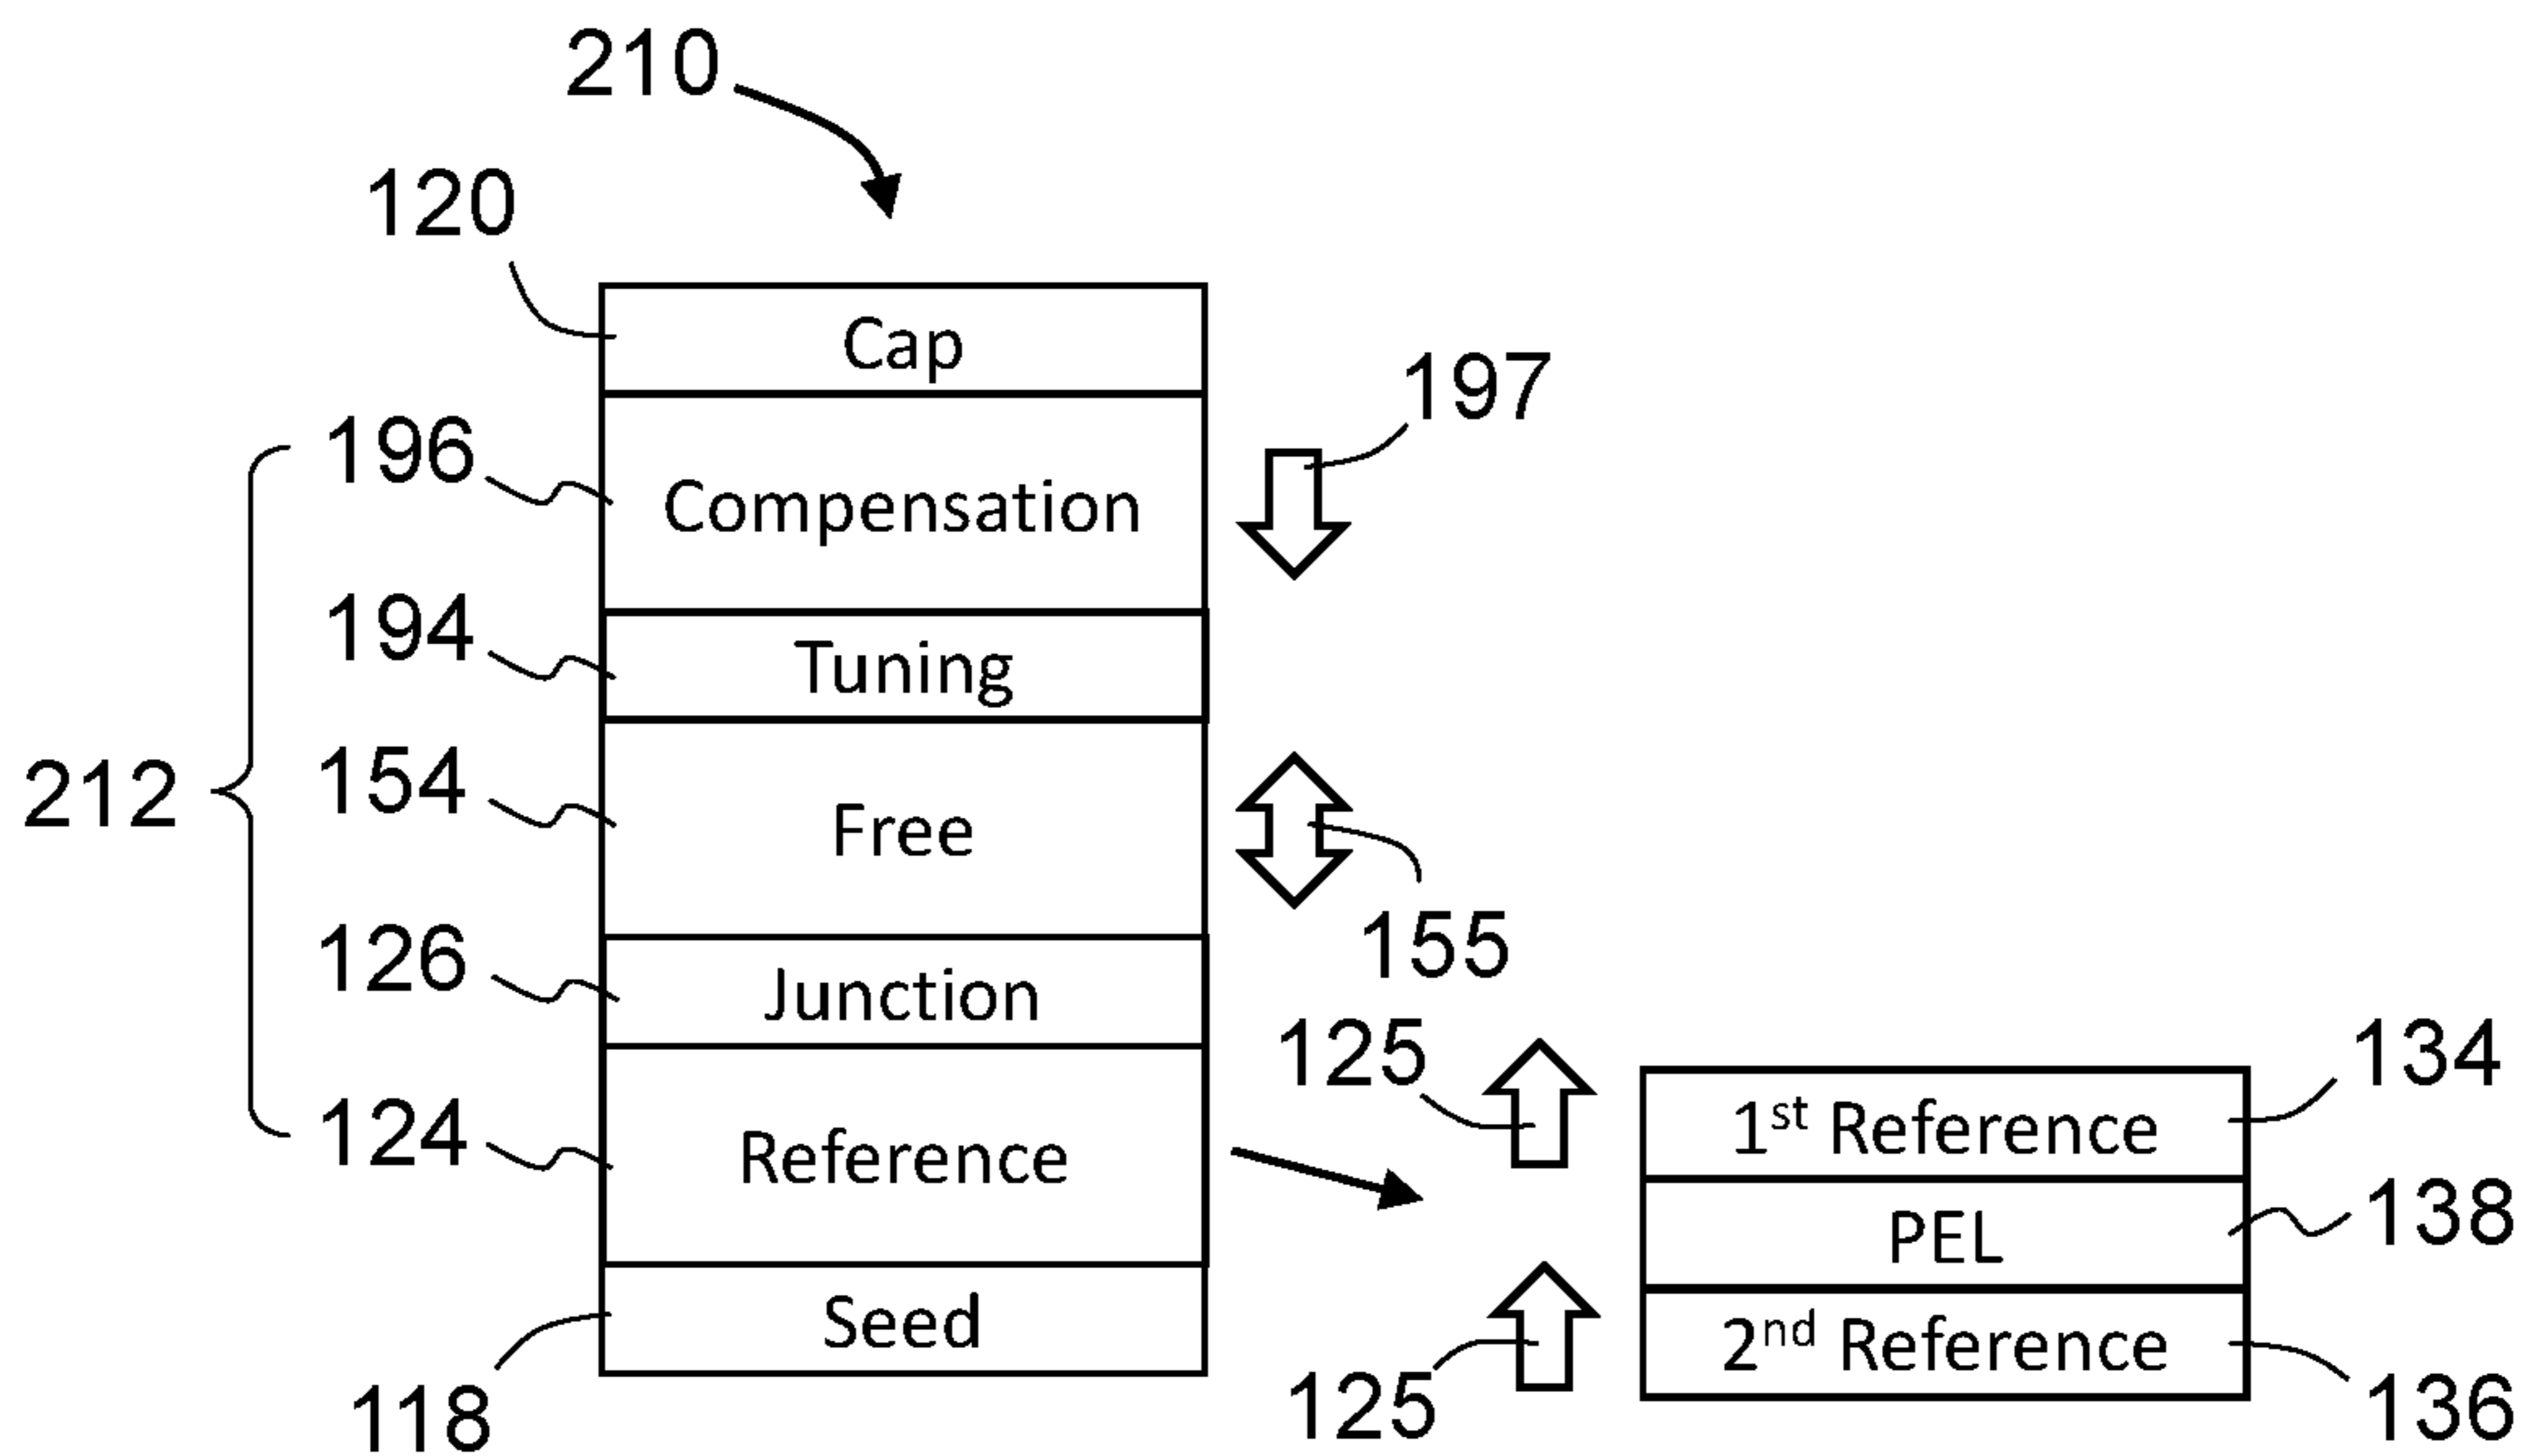 210
120
Cap
197
196
Compensation
194
Tuning
212
154
Free
155
126
Junction
125
134
1st Reference
124
Reference
138
PEL
118
Seed
125
2nd Reference
136